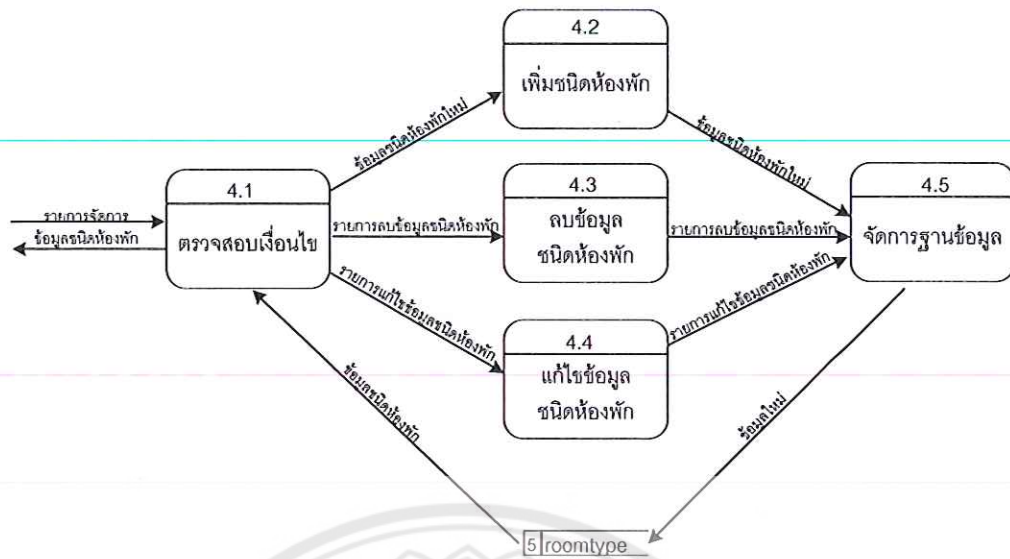 4.2
เพิ่มชนิดห้องพัก
ข้อมูลชนิดห้องพักใหม่
ข้อมูลชนิดห้องพักใหม่
4.1
ตรวจสอบเงื่อนไข
รายการจัดการ
ข้อมูลชนิดห้องพัก
4.3
ลบข้อมูล
ชนิดห้องพัก
รายการลบข้อมูลชนิดห้องพัก
รายการลบข้อมูลชนิดห้องพัก
4.5
จัดการฐานข้อมูล
รายการแก้ไขข้อมูลชนิดห้องพัก
รายการแก้ไขข้อมูลชนิดห้องพัก
4.4
แก้ไขข้อมูล
ชนิดห้องพัก
ข้อมูลชนิดห้องพัก
ข้อมูลใหม่
5 roomtype